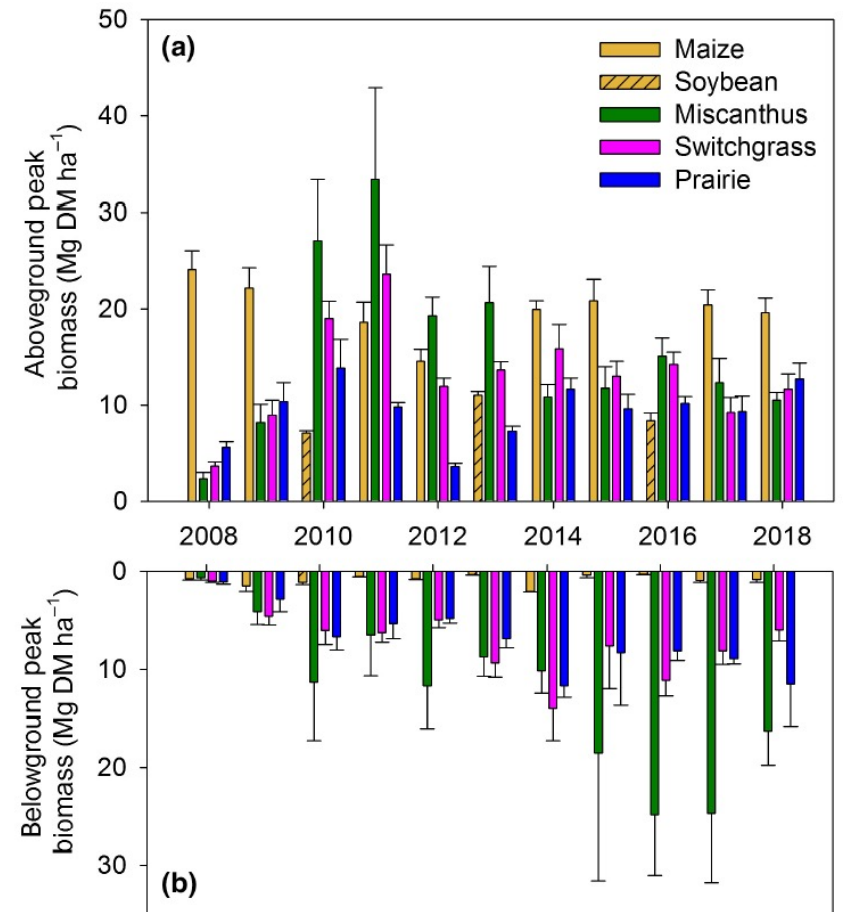 50
(a)
Maize
Soybean
Miscanthus
Switchgrass
Prairie
40
30
20
10
0
Aboveground peak
biomass (Mg DM ha⁻¹)
2008
2010
2012
2014
2016
2018
0
10
20
30
Belowground peak
biomass (Mg DM ha⁻¹)
(b)